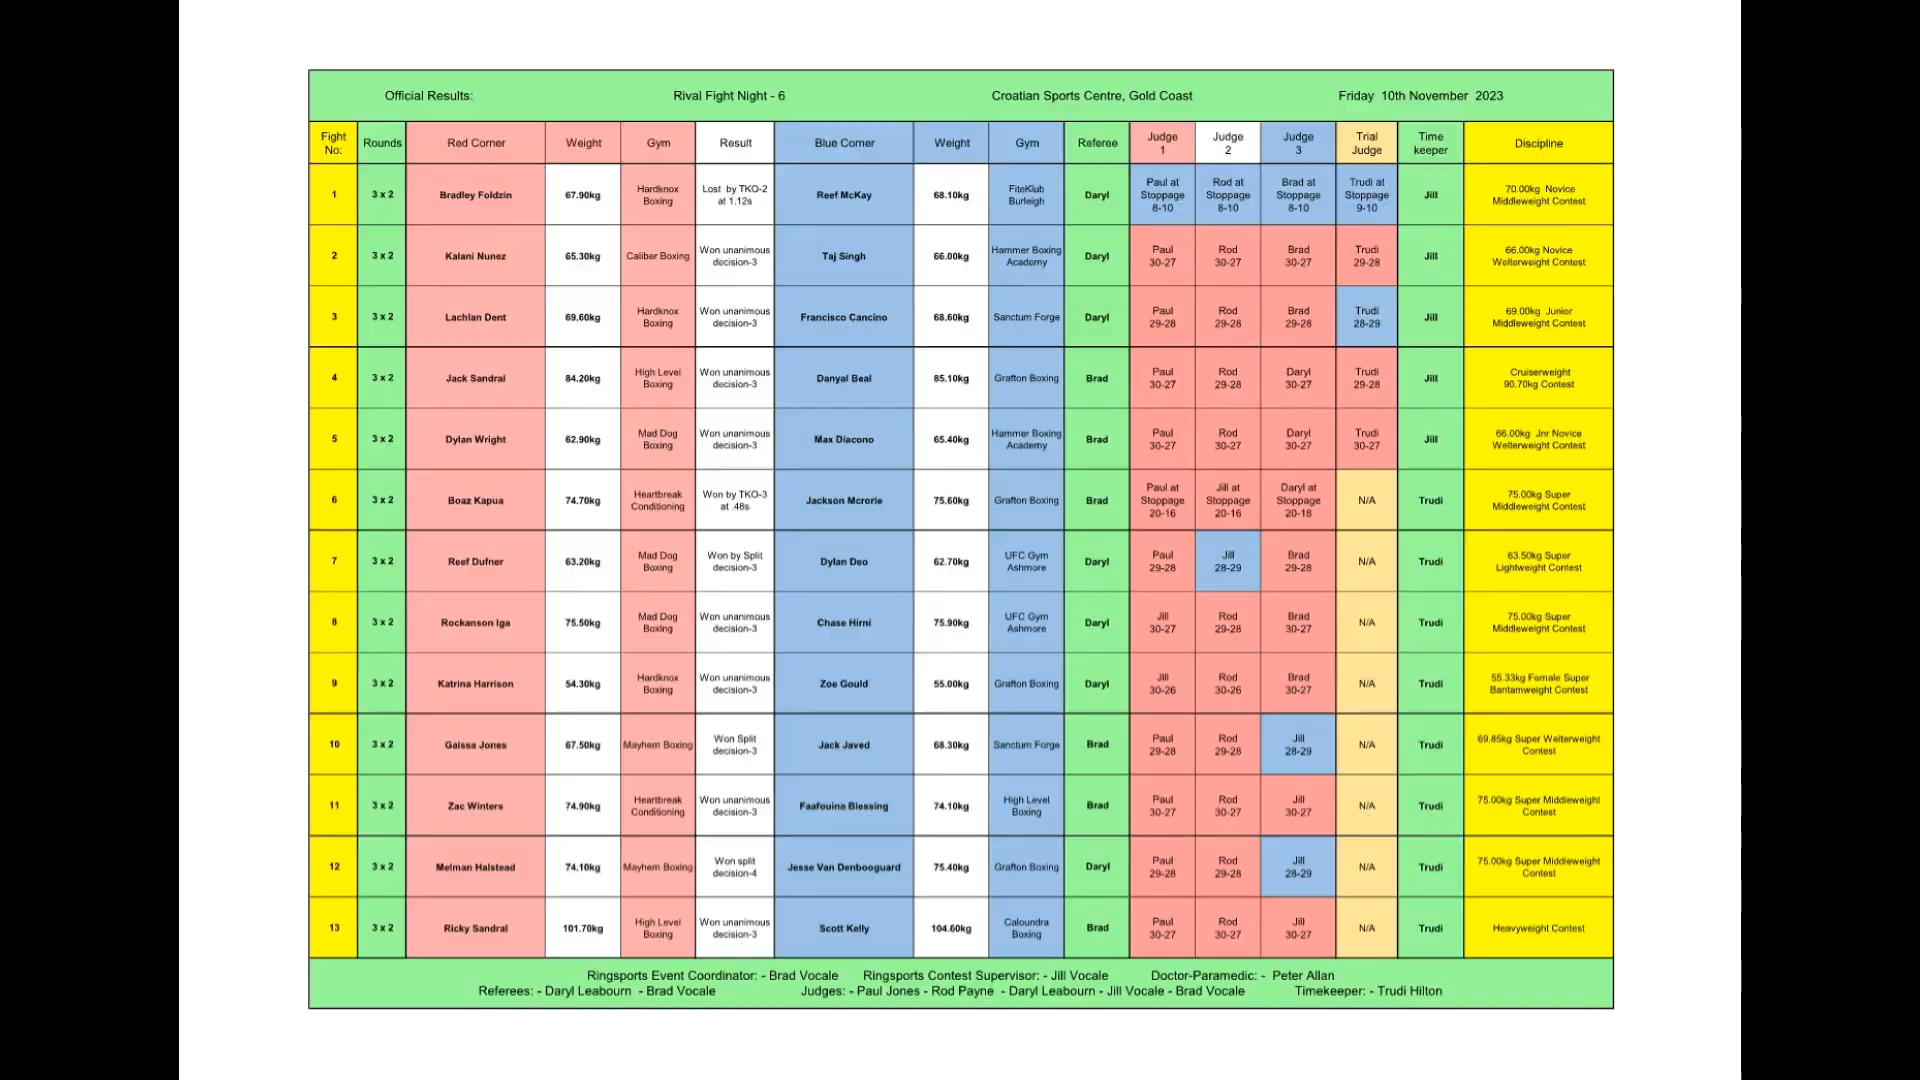 Official Results: Rival Fight Night - 6 Croatian Sports Centre, Gold Coast Friday 10th November 2023
Fight No: Rounds Red Corner Weight Gym Result Blue Corner Weight Gym Referee Judge 1 Judge 2 Judge 3 Trial Judge Time keeper Discipline
1 3 x 2 Bradley Foldzin 67.90kg Hardknox Boxing Lost by TKO-2 at 1.12s Reef McKay 68.10kg FiteKlub Burleigh Daryl Paul at Stoppage 8-10 Rod at Stoppage 8-10 Brad at Stoppage 8-10 Trudi at Stoppage 9-10 Jill 70.00kg Novice Middleweight Contest
2 3 x 2 Kalani Nunez 65.30kg Caliber Boxing Won unanimous decision-3 Taj Singh 66.00kg Hammer Boxing Academy Daryl Paul 30-27 Rod 30-27 Brad 30-27 Trudi 29-28 Jill 66.00kg Novice Welterweight Contest
3 3 x 2 Lachlan Dent 69.60kg Hardknox Boxing Won unanimous decision-3 Francisco Cancino 68.60kg Sanctum Forge Daryl Paul 29-28 Rod 29-28 Brad 29-28 Trudi 28-29 Jill 69.00kg Junior Middleweight Contest
4 3 x 2 Jack Sandral 84.20kg High Level Boxing Won unanimous decision-3 Danyal Beal 85.10kg Grafton Boxing Brad Paul 30-27 Rod 29-28 Daryl 30-27 Trudi 29-28 Jill Cruiserweight 90.70kg Contest
5 3 x 2 Dylan Wright 62.90kg Mad Dog Boxing Won unanimous decision-3 Max Diacono 65.40kg Hammer Boxing Academy Brad Paul 30-27 Rod 30-27 Daryl 30-27 Trudi 30-27 Jill 66.00kg Jnr Novice Welterweight Contest
6 3 x 2 Boaz Kapua 74.70kg Heartbreak Conditioning Won by TKO-3 at .48s Jackson Mcrorie 75.60kg Grafton Boxing Brad Paul at Stoppage 20-16 Jill at Stoppage 20-16 Daryl at Stoppage 20-18 N/A Trudi 75.00kg Super Middleweight Contest
7 3 x 2 Reef Dufner 63.20kg Mad Dog Boxing Won by Split decision-3 Dylan Deo 62.70kg UFC Gym Ashmore Daryl Paul 29-28 Jill 28-29 Brad 29-28 N/A Trudi 63.50kg Super Lightweight Contest
8 3 x 2 Rockanson Iga 75.50kg Mad Dog Boxing Won unanimous decision-3 Chase Hirni 75.90kg UFC Gym Ashmore Daryl Jill 30-27 Rod 29-28 Brad 30-27 N/A Trudi 75.00kg Super Middleweight Contest
9 3 x 2 Katrina Harrison 54.30kg Hardknox Boxing Won unanimous decision-3 Zoe Gould 55.00kg Grafton Boxing Daryl Jill 30-26 Rod 30-26 Brad 30-27 N/A Trudi 55.33kg Female Super Bantamweight Contest
10 3 x 2 Gaissa Jones 67.50kg Mayhem Boxing Won Split decision-3 Jack Javed 68.30kg Sanctum Forge Brad Paul 29-28 Rod 29-28 Jill 28-29 N/A Trudi 69.85kg Super Welterweight Contest
11 3 x 2 Zac Winters 74.90kg Heartbreak Conditioning Won unanimous decision-3 Faafouina Blessing 74.10kg High Level Boxing Brad Paul 30-27 Rod 30-27 Jill 30-27 N/A Trudi 75.00kg Super Middleweight Contest
12 3 x 2 Melman Halstead 74.10kg Mayhem Boxing Won split decision-4 Jesse Van Denbooguard 75.40kg Grafton Boxing Daryl Paul 29-28 Rod 29-28 Jill 28-29 N/A Trudi 75.00kg Super Middleweight Contest
13 3 x 2 Ricky Sandral 101.70kg High Level Boxing Won unanimous decision-3 Scott Kelly 104.60kg Caloundra Boxing Brad Paul 30-27 Rod 30-27 Jill 30-27 N/A Trudi Heavyweight Contest
Ringsports Event Coordinator: - Brad Vocale Ringsports Contest Supervisor: - Jill Vocale Doctor-Paramedic: - Peter Allan
Referees: - Daryl Leabourn - Brad Vocale Judges: - Paul Jones - Rod Payne - Daryl Leabourn - Jill Vocale - Brad Vocale Timekeeper: - Trudi Hilton